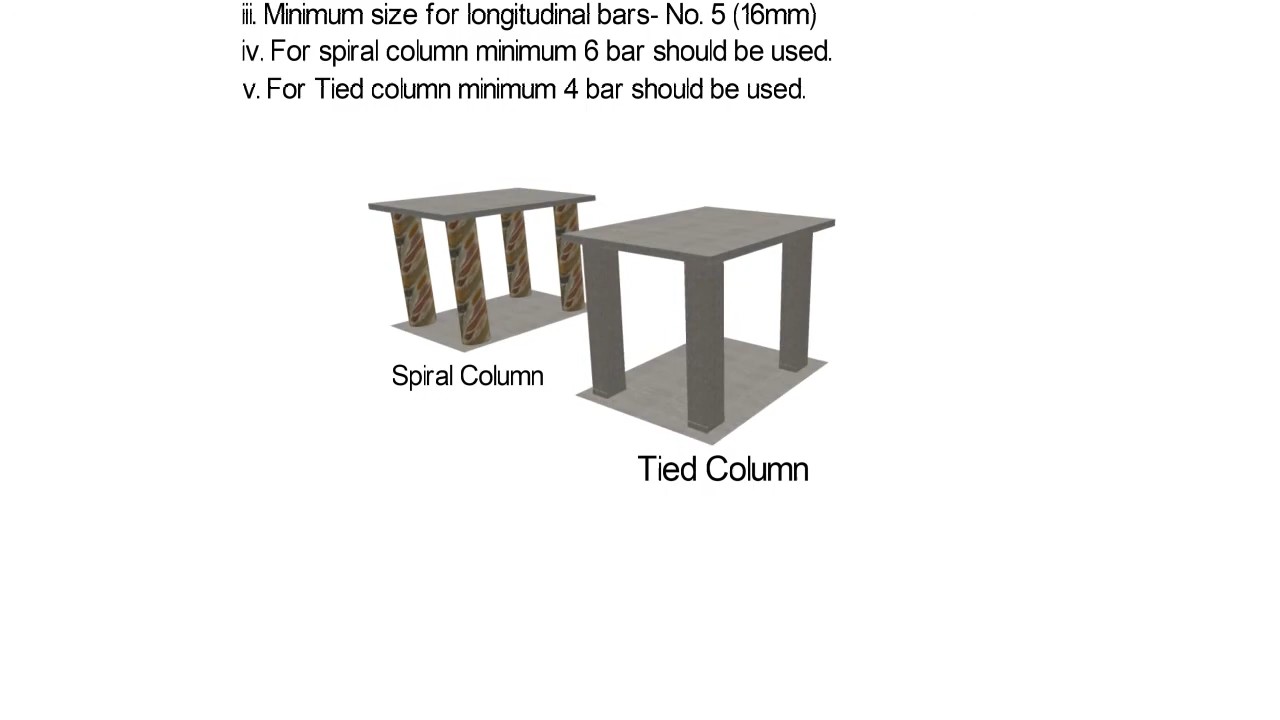 iii. Minimum size for longitudinal bars- No. 5 (16mm)
iv. For spiral column minimum 6 bar should be used.
v. For Tied column minimum 4 bar should be used.
Spiral Column
Tied Column